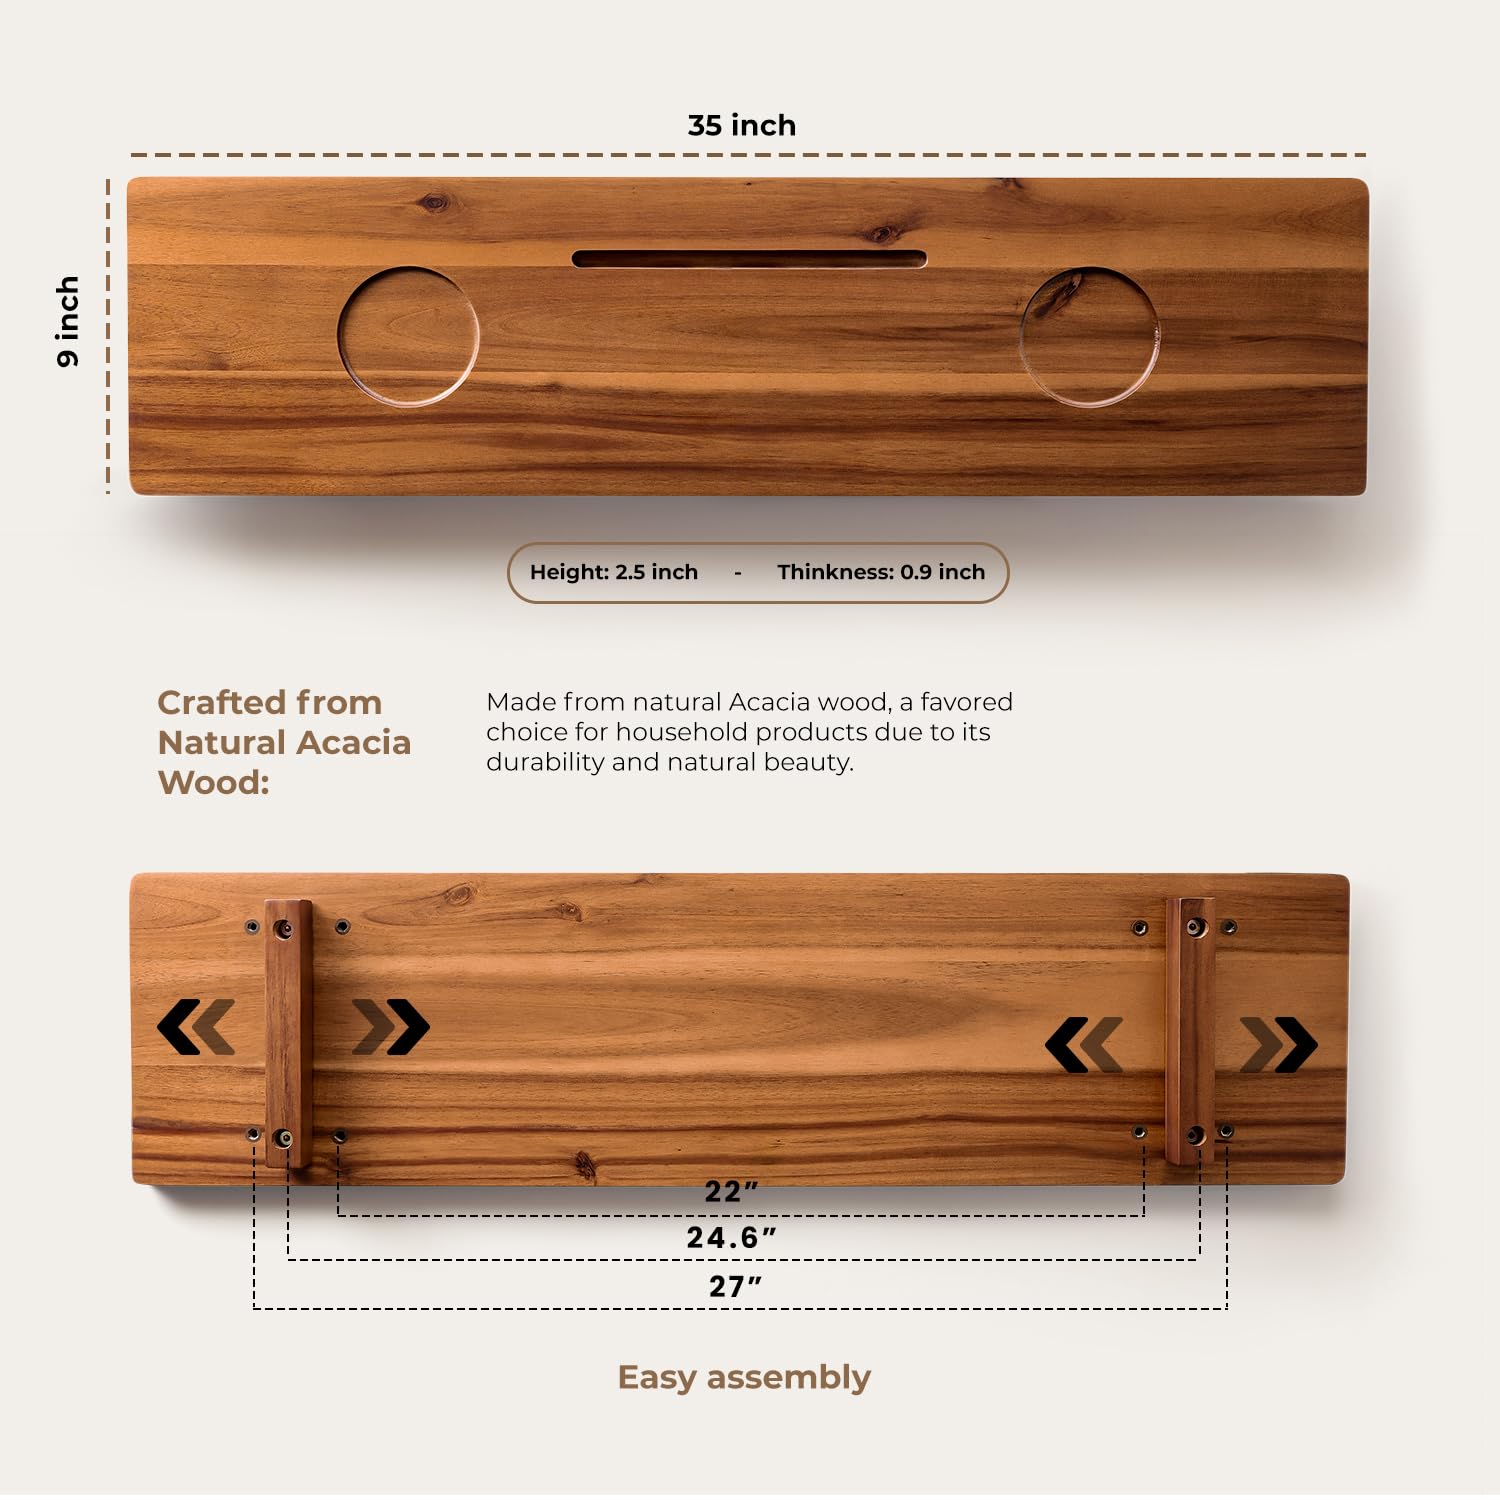 35 inch
9 inch
Height: 2.5 inch - Thinkness: 0.9 inch
Crafted from
Natural Acacia
Wood:
Made from natural Acacia wood, a favored
choice for household products due to its
durability and natural beauty.
22”
24.6”
27”
Easy assembly